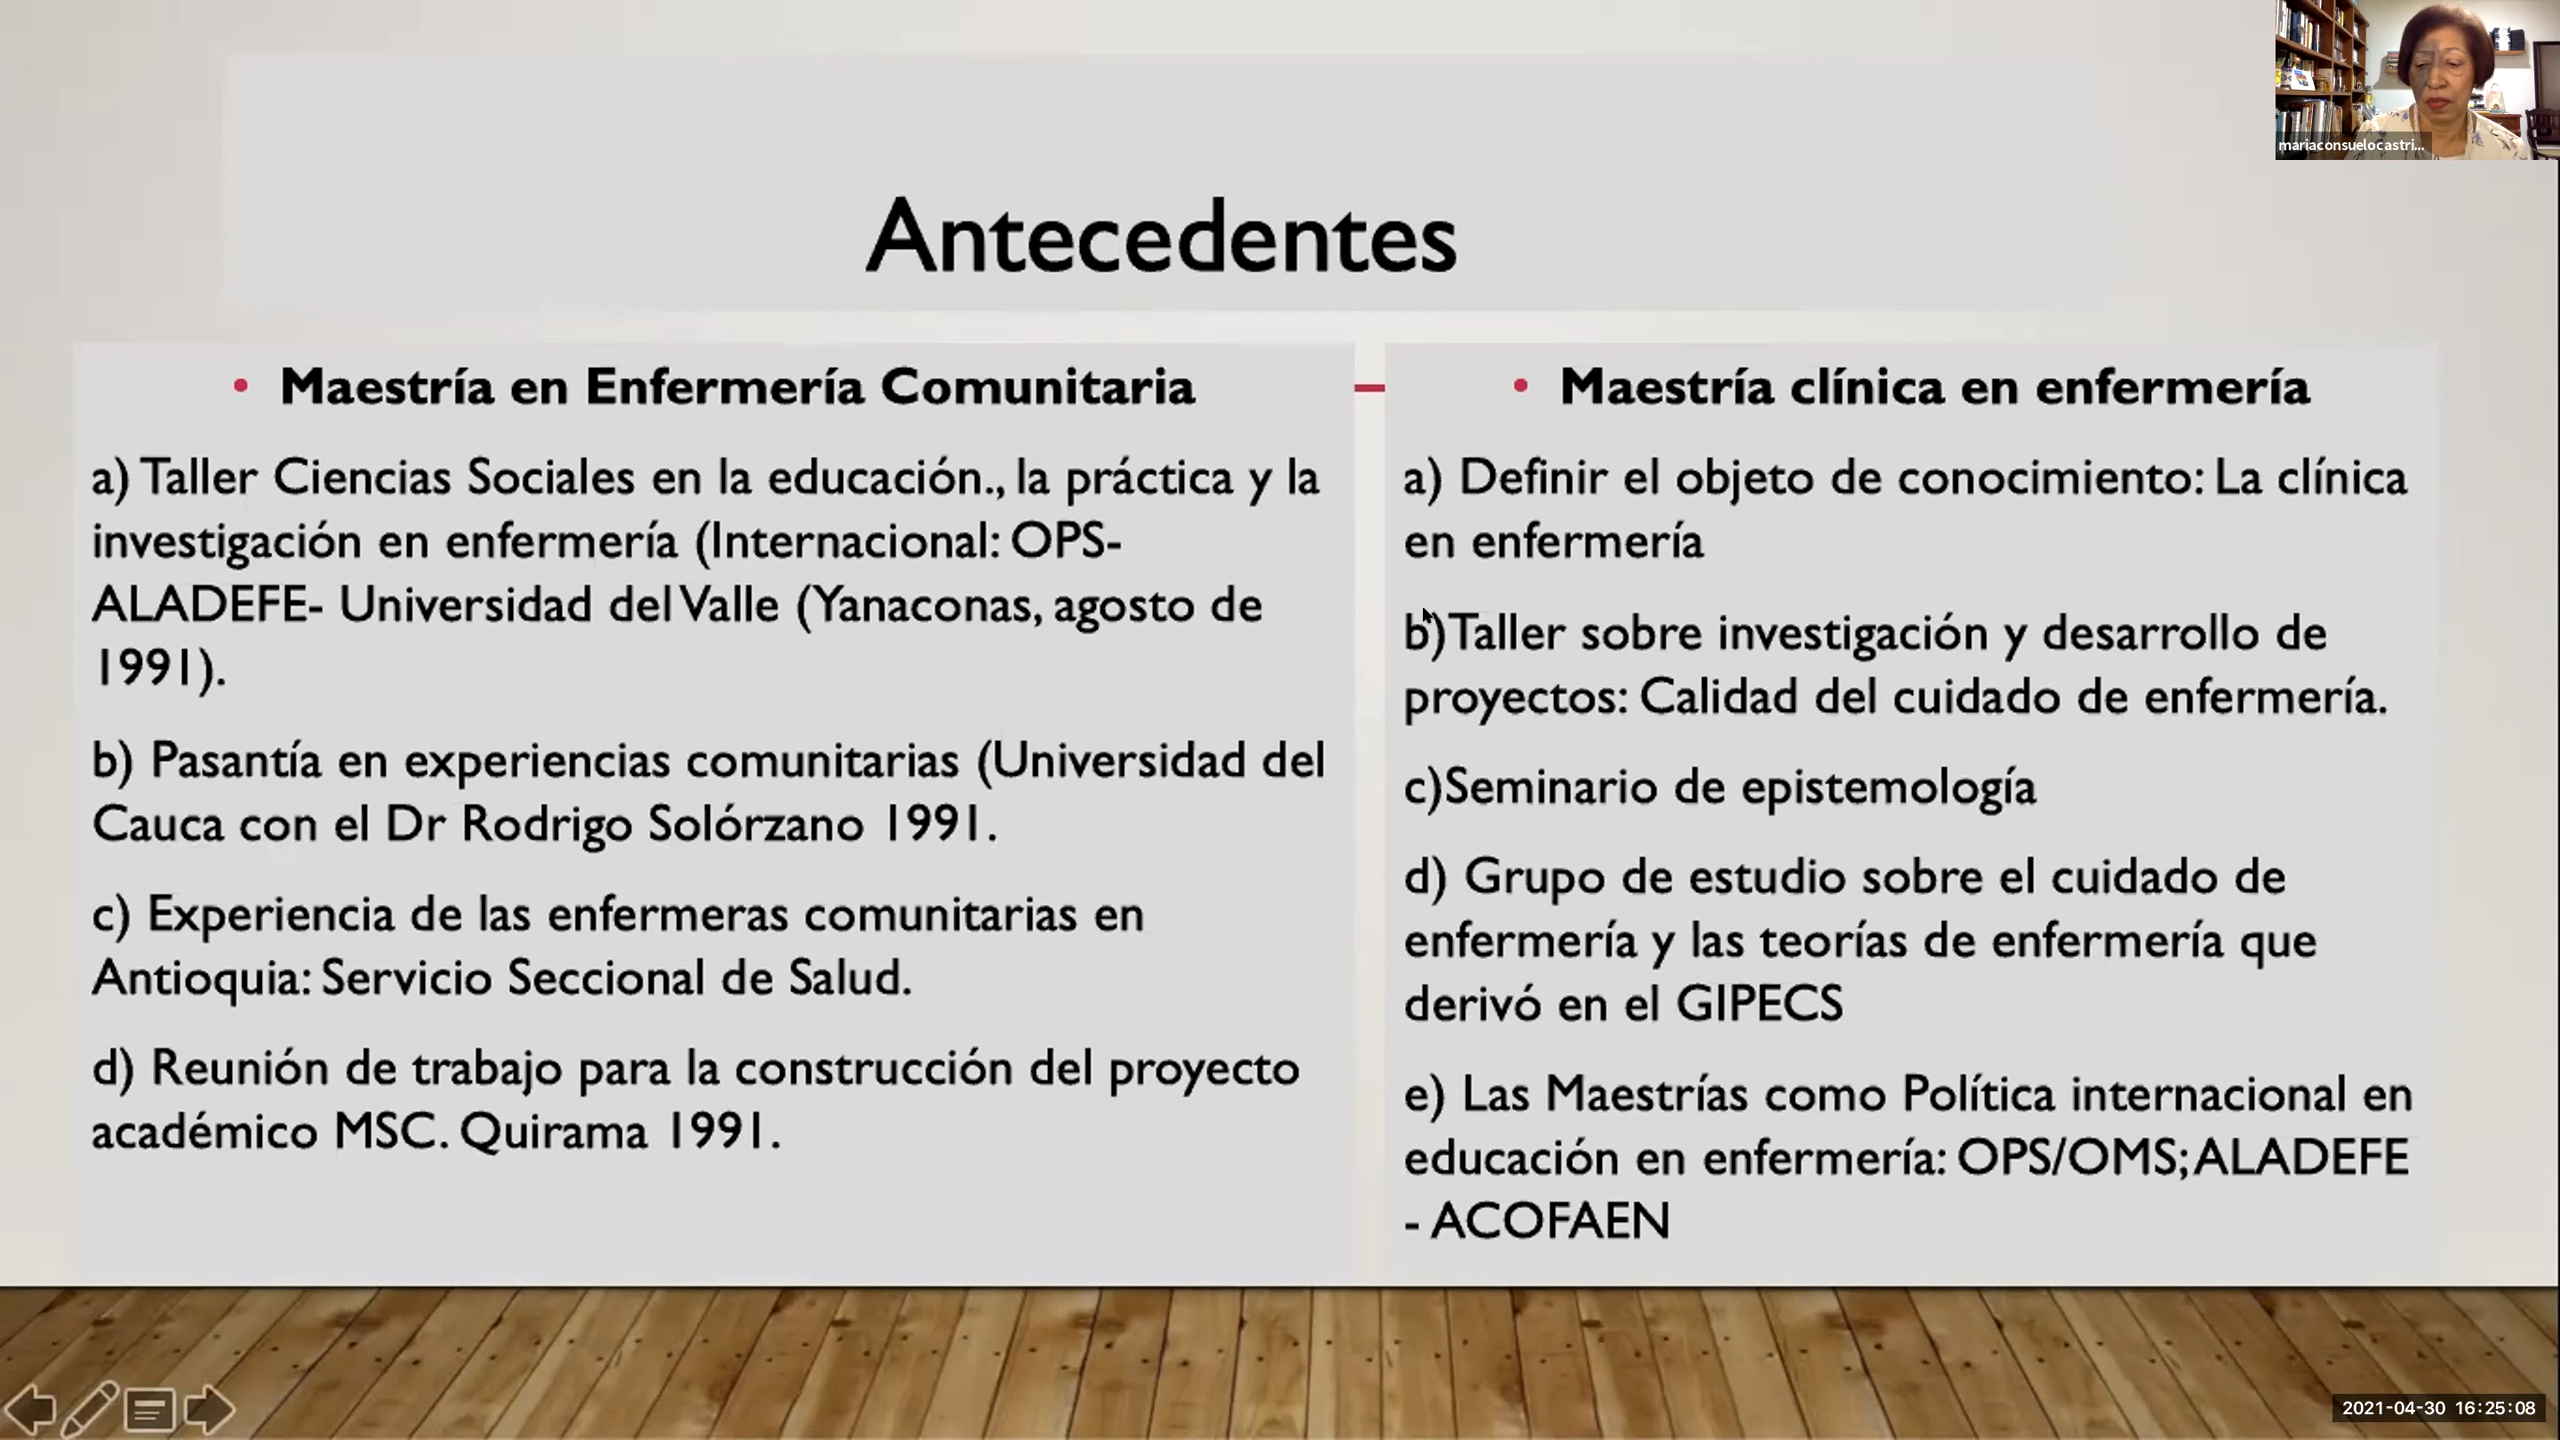 mariaconsuelocastri...
Antecedentes
• Maestría en Enfermería Comunitaria
a) Taller Ciencias Sociales en la educación., la práctica y la
investigación en enfermería (Internacional: OPS-
ALADEFE- Universidad del Valle (Yanaconas, agosto de
1991).
b) Pasantía en experiencias comunitarias (Universidad del
Cauca con el Dr Rodrigo Solórzano 1991.
c) Experiencia de las enfermeras comunitarias en
Antioquia: Servicio Seccional de Salud.
d) Reunión de trabajo para la construcción del proyecto
académico MSC. Quirama 1991.
• Maestría clínica en enfermería
a) Definir el objeto de conocimiento: La clínica
en enfermería
b)Taller sobre investigación y desarrollo de
proyectos: Calidad del cuidado de enfermería.
c)Seminario de epistemología
d) Grupo de estudio sobre el cuidado de
enfermería y las teorías de enfermería que
derivó en el GIPECS
e) Las Maestrías como Política internacional en
educación en enfermería: OPS/OMS; ALADEFE
- ACOFAEN
2021-04-30 16:25:08